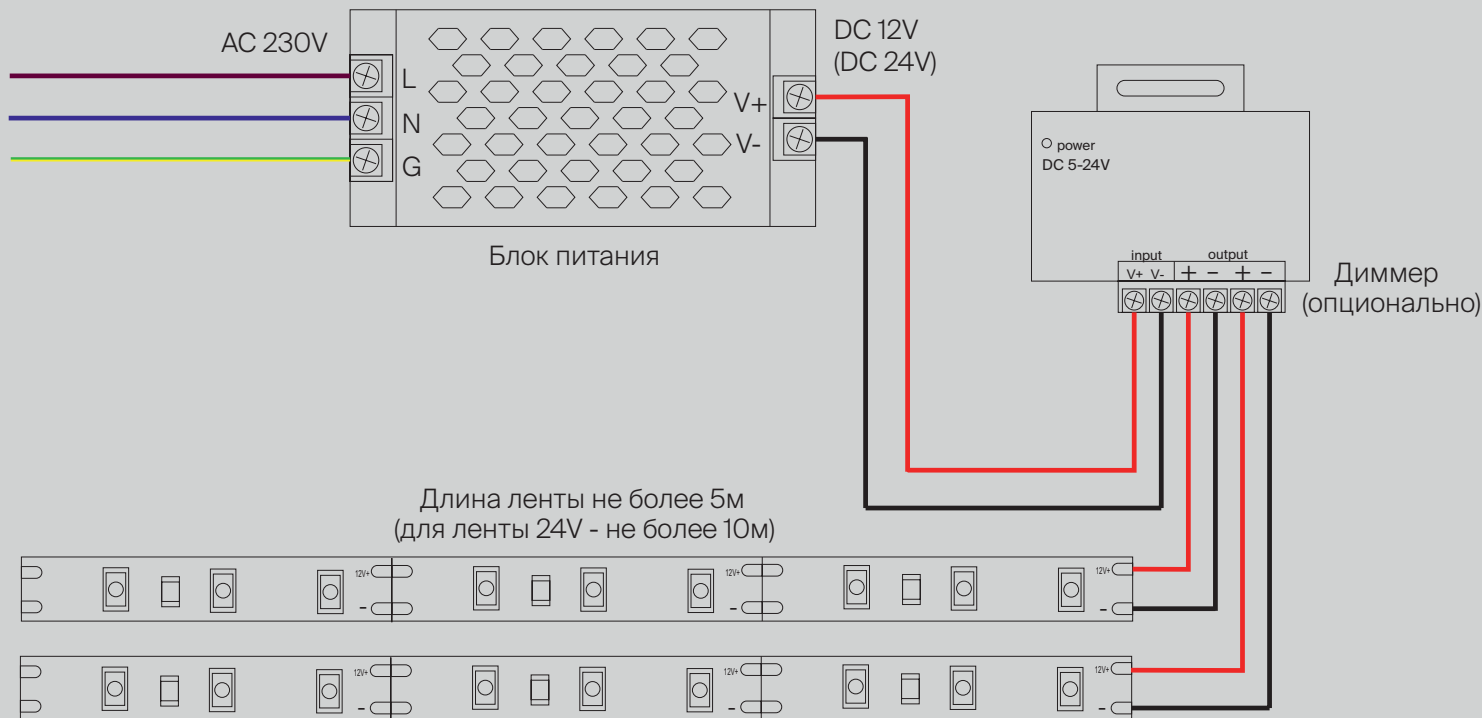 AC 230V
L
N
G
V+
V-
DC 12V
(DC 24V)
Блок питания
power
DC 5-24V
input
output
V+ V- + − + −
Диммер
(опционально)
Длина ленты не более 5м
(для ленты 24V - не более 10м)
12V+ 12V+ 12V+
− − −
12V+ 12V+ 12V+
− − −